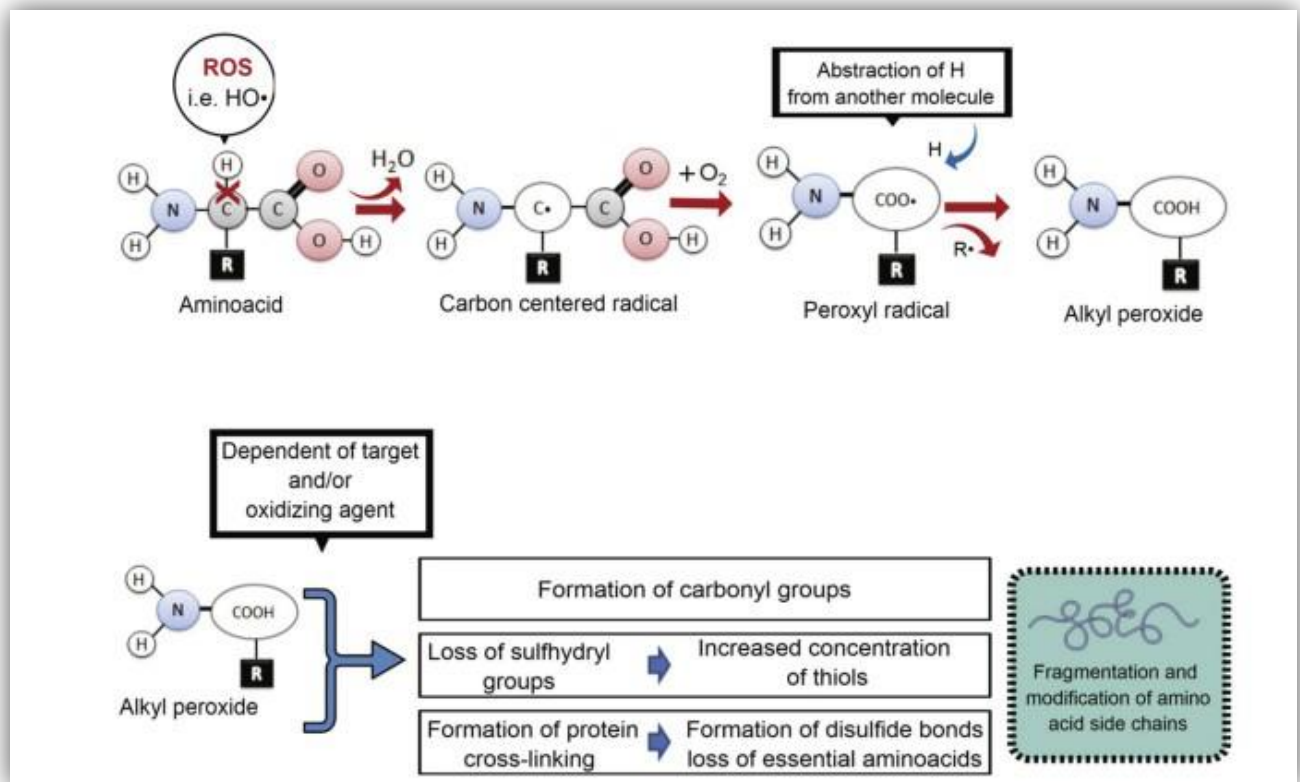 ROS
i.e. HO•
Abstraction of H
from another molecule
H
H
H
N
C
C
O
O
H
R
H₂O
H
H
N
C•
C
O
O
H
R
+ O₂
H
H
H
N
COO•
R
R•
H
H
N
COOH
R
Aminoacid
Carbon centered radical
Peroxyl radical
Alkyl peroxide
Dependent of target
and/or
oxidizing agent
H
H
N
COOH
R
Alkyl peroxide
Formation of carbonyl groups
Loss of sulfhydryl
groups
Increased concentration
of thiols
Formation of protein
cross-linking
Formation of disulfide bonds
loss of essential aminoacids
Fragmentation and
modification of amino
acid side chains